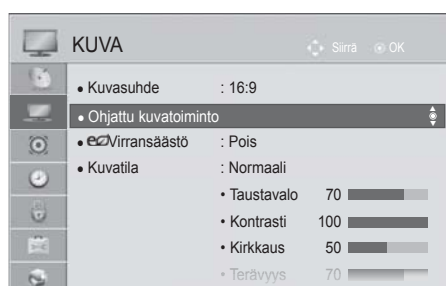 KUVA Siirrä OK
• Kuvasuhde : 16:9
• Ohjattu kuvatoiminto
• eco Virransäästö : Pois
• Kuvatila : Normaali
• Taustavalo 70
• Kontrasti 100
• Kirkkaus 50
• Terävyys 70